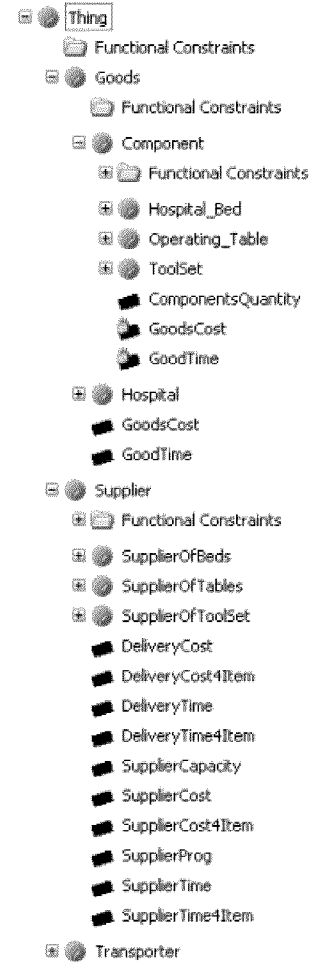 Thing
Functional Constraints
Goods
Functional Constraints
Component
Functional Constraints
Hospital_Bed
Operating_Table
ToolSet
ComponentsQuantity
GoodsCost
GoodTime
Hospital
GoodsCost
GoodTime
Supplier
Functional Constraints
SupplierOfBeds
SupplierOfTables
SupplierOfToolSet
DeliveryCost
DeliveryCost4Item
DeliveryTime
DeliveryTime4Item
SupplierCapacity
SupplierCost
SupplierCost4Item
SupplierProg
SupplierTime
SupplierTime4Item
Transporter